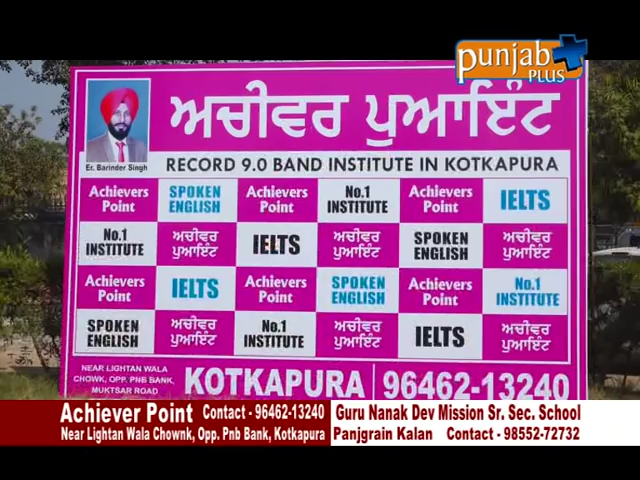 punjab
PLUS
ਅਚੀਵਰ ਪੁਆਇੰਟ
Er. Barinder Singh
RECORD 9.0 BAND INSTITUTE IN KOTKAPURA
Achievers Point SPOKEN ENGLISH Achievers Point No.1 INSTITUTE Achievers Point IELTS
No.1 INSTITUTE ਅਚੀਵਰ ਪੁਆਇੰਟ IELTS ਅਚੀਵਰ ਪੁਆਇੰਟ SPOKEN ENGLISH ਅਚੀਵਰ ਪੁਆਇੰਟ
Achievers Point IELTS Achievers Point SPOKEN ENGLISH Achievers Point No.1 INSTITUTE
SPOKEN ENGLISH ਅਚੀਵਰ ਪੁਆਇੰਟ No.1 INSTITUTE ਅਚੀਵਰ ਪੁਆਇੰਟ IELTS ਅਚੀਵਰ ਪੁਆਇੰਟ
NEAR LIGHTAN WALA
CHOWK, OPP. PNB BANK,
MUKTSAR ROAD
KOTKAPURA 96462-13240
Achiever Point Contact - 96462-13240
Near Lightan Wala Chownk, Opp. Pnb Bank, Kotkapura
Guru Nanak Dev Mission Sr. Sec. School
Panjgrain Kalan Contact - 98552-72732